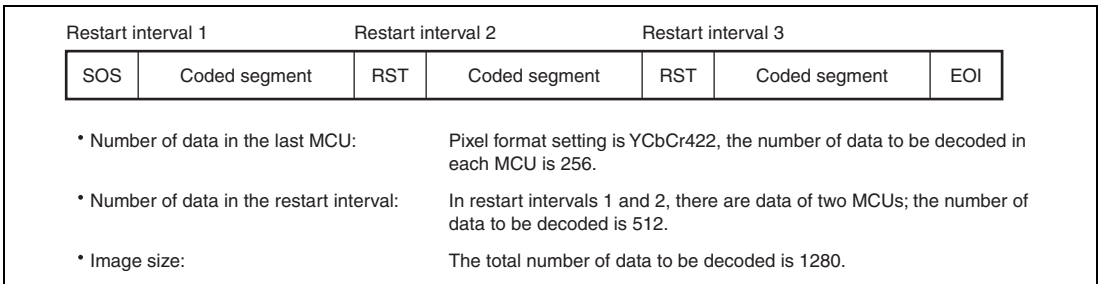 Restart interval 1 Restart interval 2 Restart interval 3
SOS Coded segment RST Coded segment RST Coded segment EOI
• Number of data in the last MCU: Pixel format setting is YCbCr422, the number of data to be decoded in
each MCU is 256.
• Number of data in the restart interval: In restart intervals 1 and 2, there are data of two MCUs; the number of
data to be decoded is 512.
• Image size: The total number of data to be decoded is 1280.